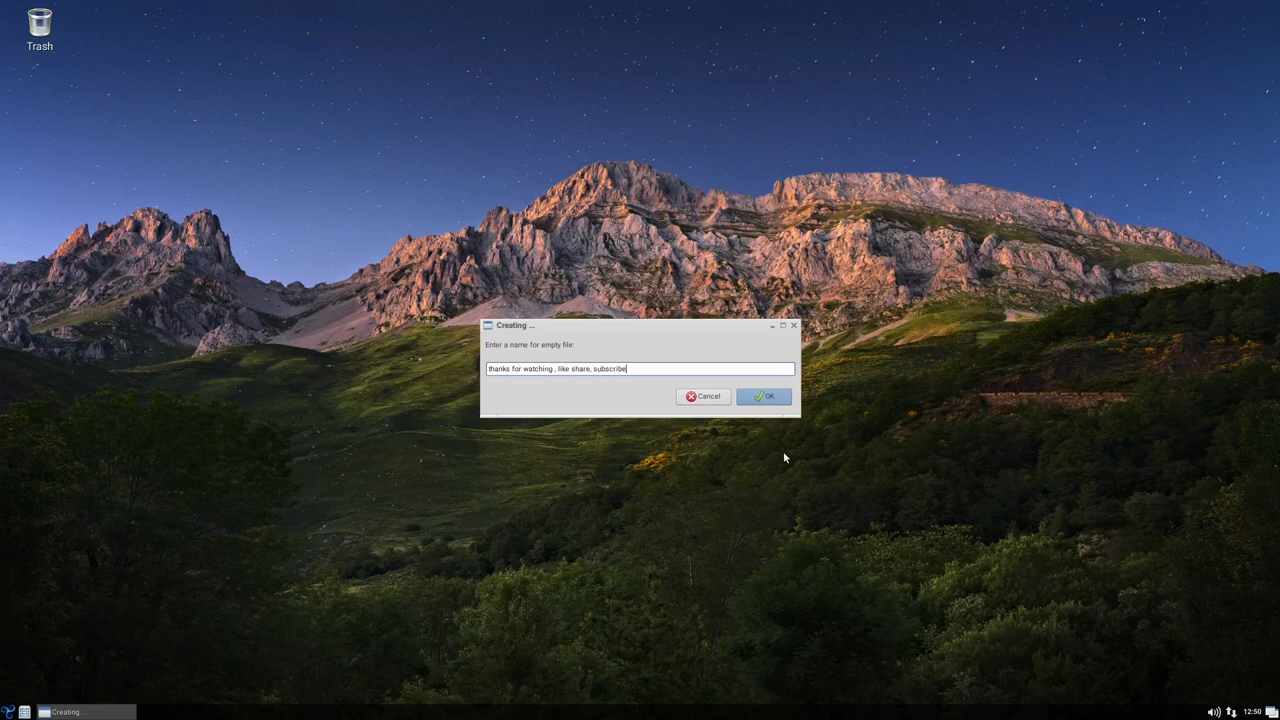 Trash
Creating ...
Enter a name for empty file:
thanks for watching , like share, subscribe
Cancel
OK
Creating ...
12:50